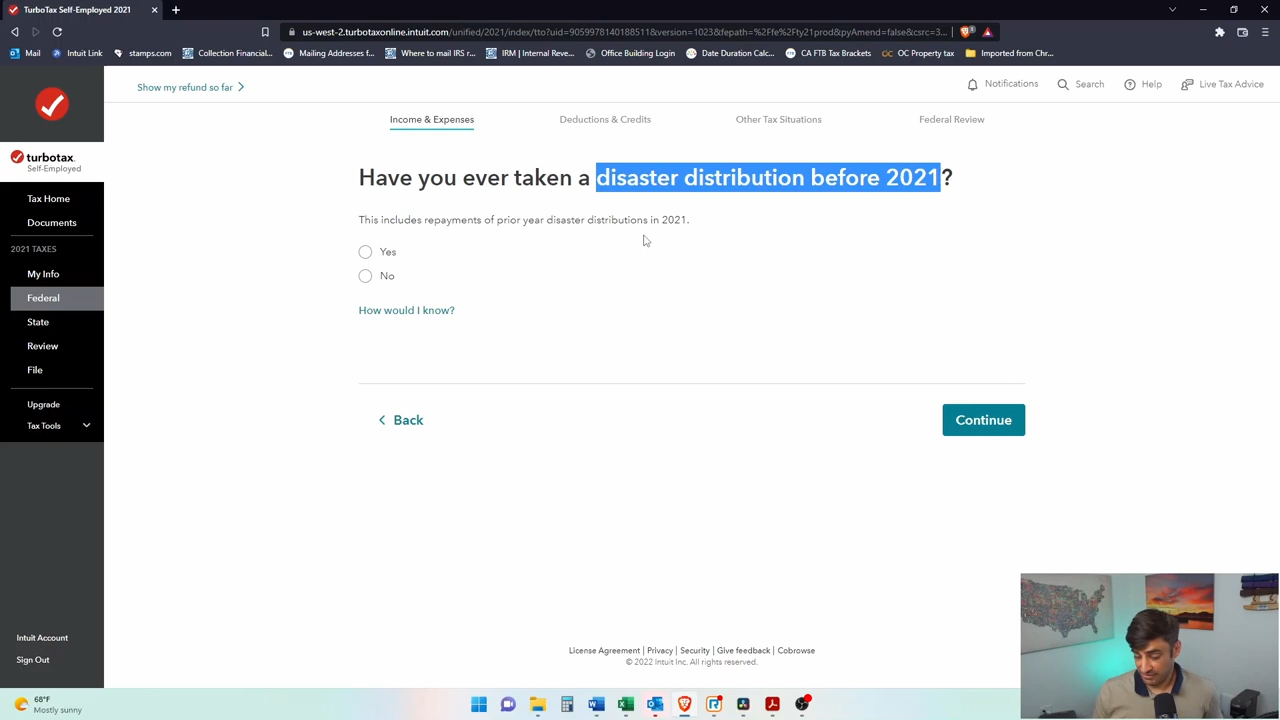 TurboTax Self-Employed 2021
us-west-2.turbotaxonline.intuit.com/unified/2021/index/tto?uid=9059978140188511&version=1023&fepath=%2Ffe%2Fty21prod&pyAmend=false&csrc=3...
Mail
Intuit Link
stamps.com
Collection Financial...
Where to mail IRS r...
IRM | Internal Reve...
Office Building Login
Date Duration Calc...
CA FTB Tax Brackets
OC Property tax
Imported from Chr...
Show my refund so far
Notifications
Search
Help
Live Tax Advice
Income & Expenses
Deductions & Credits
Other Tax Situations
Federal Review
turbotax
Self-Employed
Tax Home
Documents
2021 TAXES
My Info
Federal
State
Review
File
Upgrade
Tax Tools
Intuit Account
Sign Out
Have you ever taken a disaster distribution before 2021?
This includes repayments of prior year disaster distributions in 2021.
Yes
No
How would I know?
Back
Continue
License Agreement | Privacy | Security | Give feedback | Cobrowse
© 2022 Intuit Inc. All rights reserved.
68°F
Mostly sunny